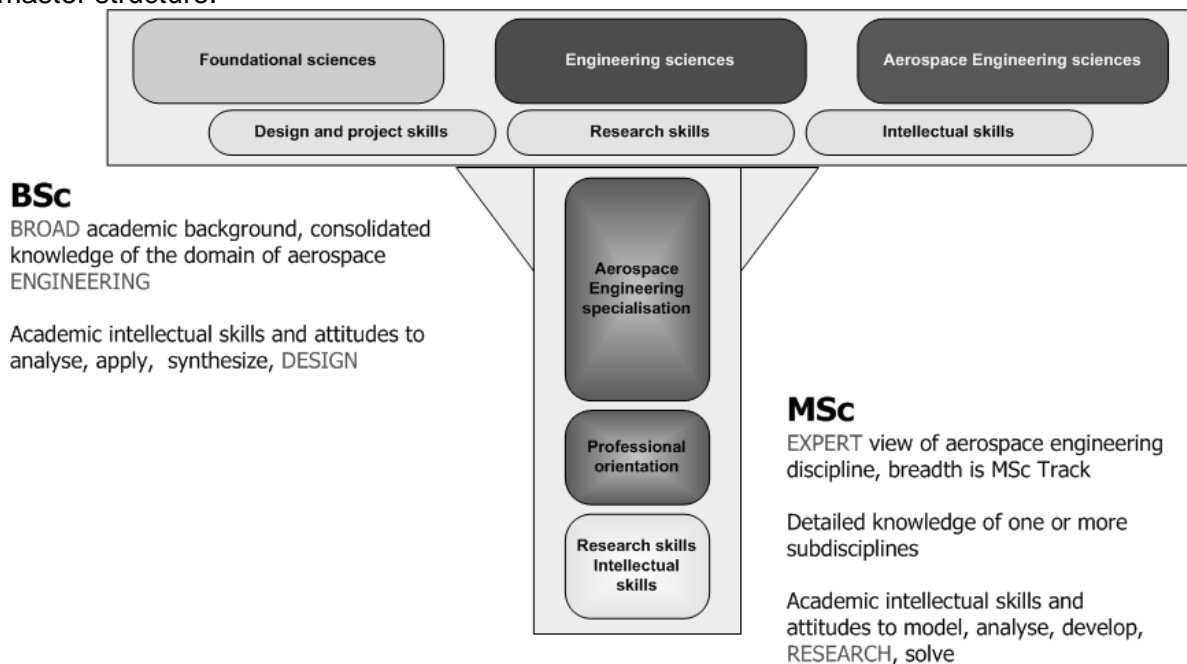 master structure.
Foundational sciences
Engineering sciences
Aerospace Engineering sciences
Design and project skills
Research skills
Intellectual skills
BSc
BROAD academic background, consolidated
knowledge of the domain of aerospace
ENGINEERING
Academic intellectual skills and attitudes to
analyse, apply, synthesize, DESIGN
Aerospace
Engineering
specialisation
Professional
orientation
Research skills
Intellectual
skills
MSc
EXPERT view of aerospace engineering
discipline, breadth is MSc Track
Detailed knowledge of one or more
subdisciplines
Academic intellectual skills and
attitudes to model, analyse, develop,
RESEARCH, solve